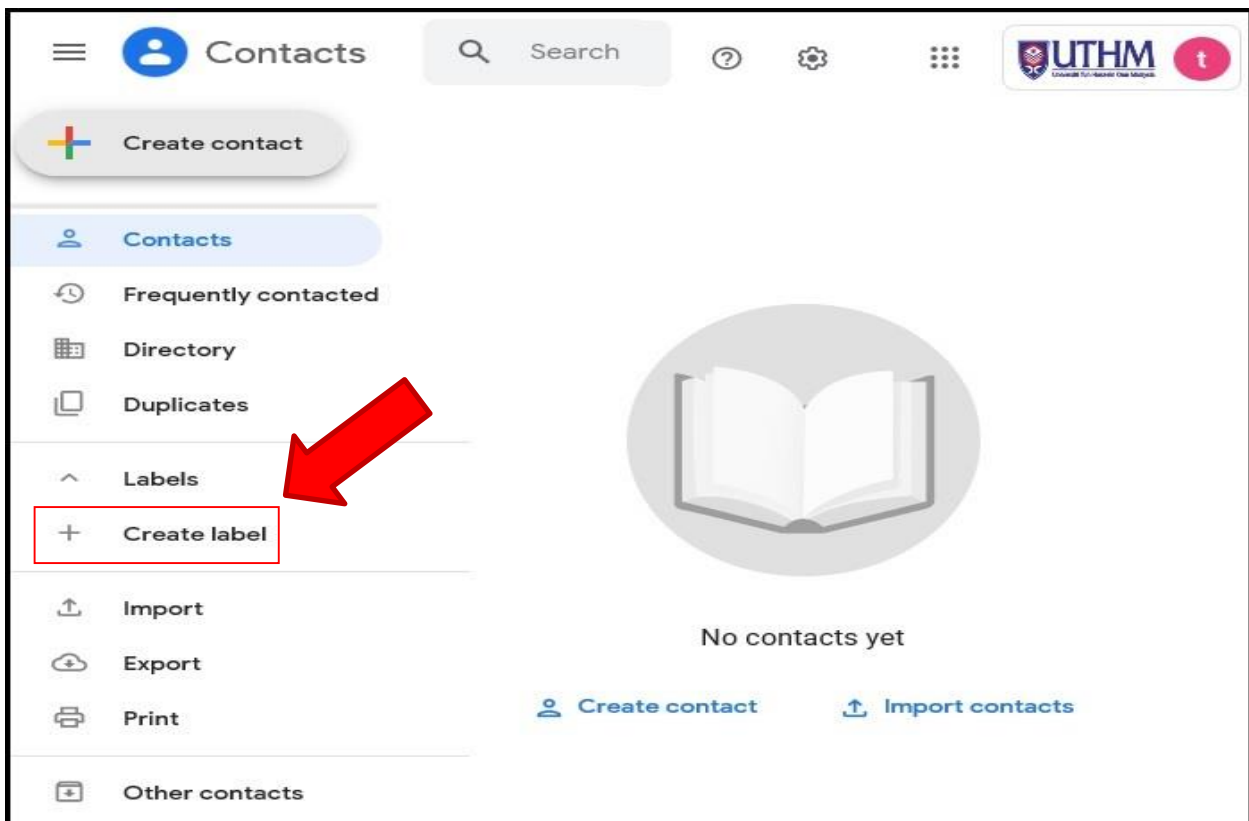 Contacts
Search
UTHM
t
Create contact
Contacts
Frequently contacted
Directory
Duplicates
Labels
Create label
Import
Export
Print
Other contacts
No contacts yet
Create contact
Import contacts